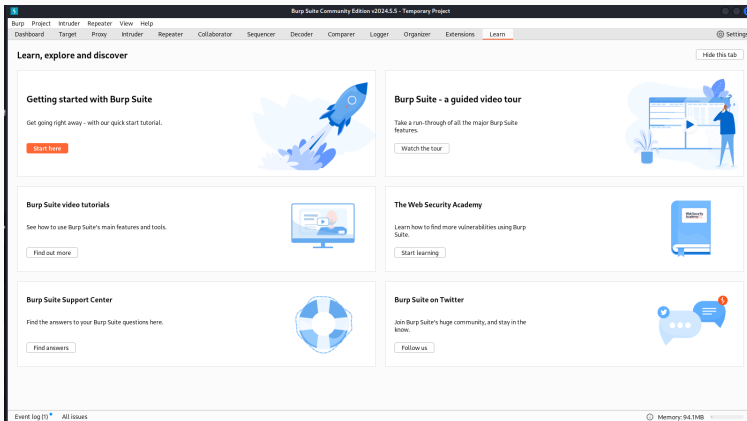 Burp Suite Community Edition v2024.5.5 - Temporary Project
Burp Project Intruder Repeater View Help
Dashboard Target Proxy Intruder Repeater Collaborator Sequencer Decoder Comparer Logger Organizer Extensions Learn Settings
Learn, explore and discover
Hide this tab
Getting started with Burp Suite
Get going right away - with our quick start tutorial.
Start here
Burp Suite - a guided video tour
Take a run-through of all the major Burp Suite
features.
Watch the tour
Burp Suite video tutorials
See how to use Burp Suite's main features and tools.
Find out more
The Web Security Academy
Learn how to find more vulnerabilities using Burp
Suite.
Start learning
WebSecurity
Academy
Burp Suite Support Center
Find the answers to your Burp Suite questions here.
Find answers
Burp Suite on Twitter
Join Burp Suite's huge community, and stay in the
know.
Follow us
Event log (1) All issues
Memory: 94.1MB